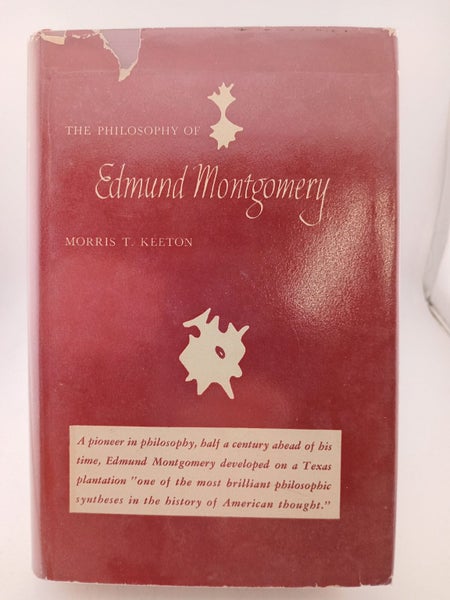 THE PHILOSOPHY OF
Edmund Montgomery
MORRIS T. KEETON
A pioneer in philosophy, half a century ahead of his
time, Edmund Montgomery developed on a Texas
plantation "one of the most brilliant philosophic
syntheses in the history of American thought."